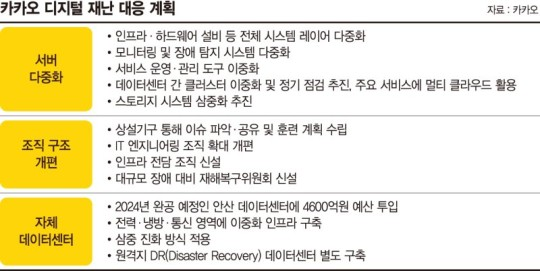 카카오 디지털 재난 대응 계획
자료 : 카카오
서버
다중화
• 인프라·하드웨어 설비 등 전체 시스템 레이어 다중화
• 모니터링 및 장애 탐지 시스템 다중화
• 서비스 운영·관리 도구 이중화
• 데이터센터 간 클러스터 이중화 및 정기 점검 추진, 주요 서비스에 멀티 클라우드 활용
• 스토리지 시스템 삼중화 추진
조직 구조
개편
• 상설기구 통해 이슈 파악·공유 및 훈련 계획 수립
• IT 엔지니어링 조직 확대 개편
• 인프라 전담 조직 신설
• 대규모 장애 대비 재해복구위원회 신설
자체
데이터센터
• 2024년 완공 예정인 안산 데이터센터에 4600억원 예산 투입
• 전력·냉방·통신 영역에 이중화 인프라 구축
• 삼중 진화 방식 적용
• 원격지 DR(Disaster Recovery) 데이터센터 별도 구축